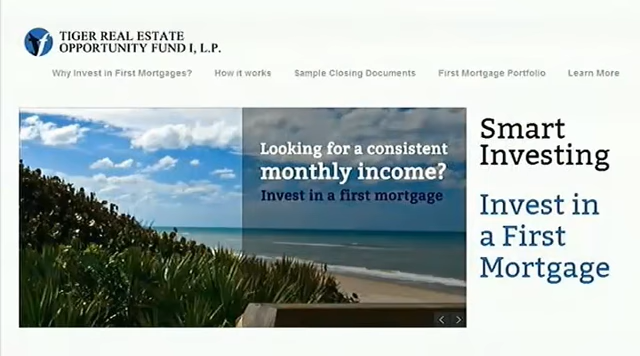 TIGER REAL ESTATE
OPPORTUNITY FUND I, L.P.
Why Invest in First Mortgages? How it works Sample Closing Documents First Mortgage Portfolio Learn More
Looking for a consistent
monthly income?
Invest in a first mortgage
Smart
Investing
Invest in
a First
Mortgage